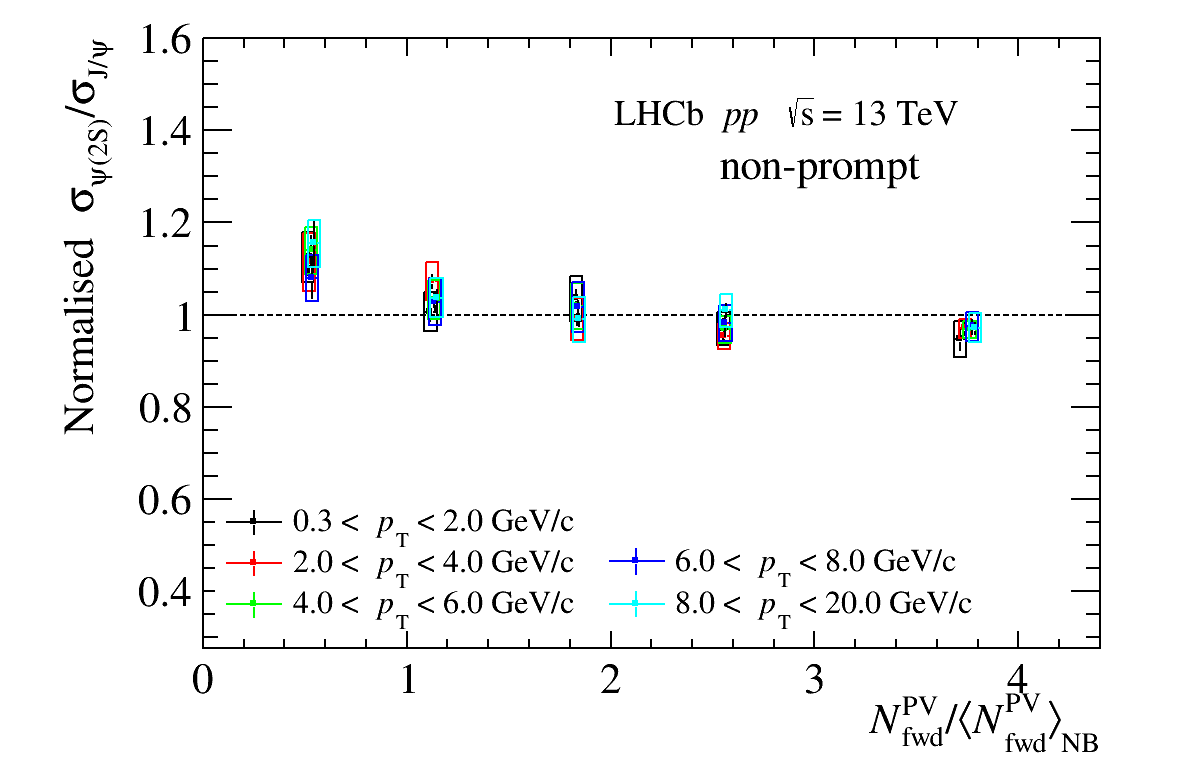 Normalised σψ(2S)/σJ/ψ
1.6
1.4
1.2
1
0.8
0.6
0.4
LHCb pp √s = 13 TeV
non-prompt
0.3 < pT < 2.0 GeV/c
2.0 < pT < 4.0 GeV/c
4.0 < pT < 6.0 GeV/c
6.0 < pT < 8.0 GeV/c
8.0 < pT < 20.0 GeV/c
0 1 2 3 4
N^PV_fwd/⟨N^PV_fwd⟩NB